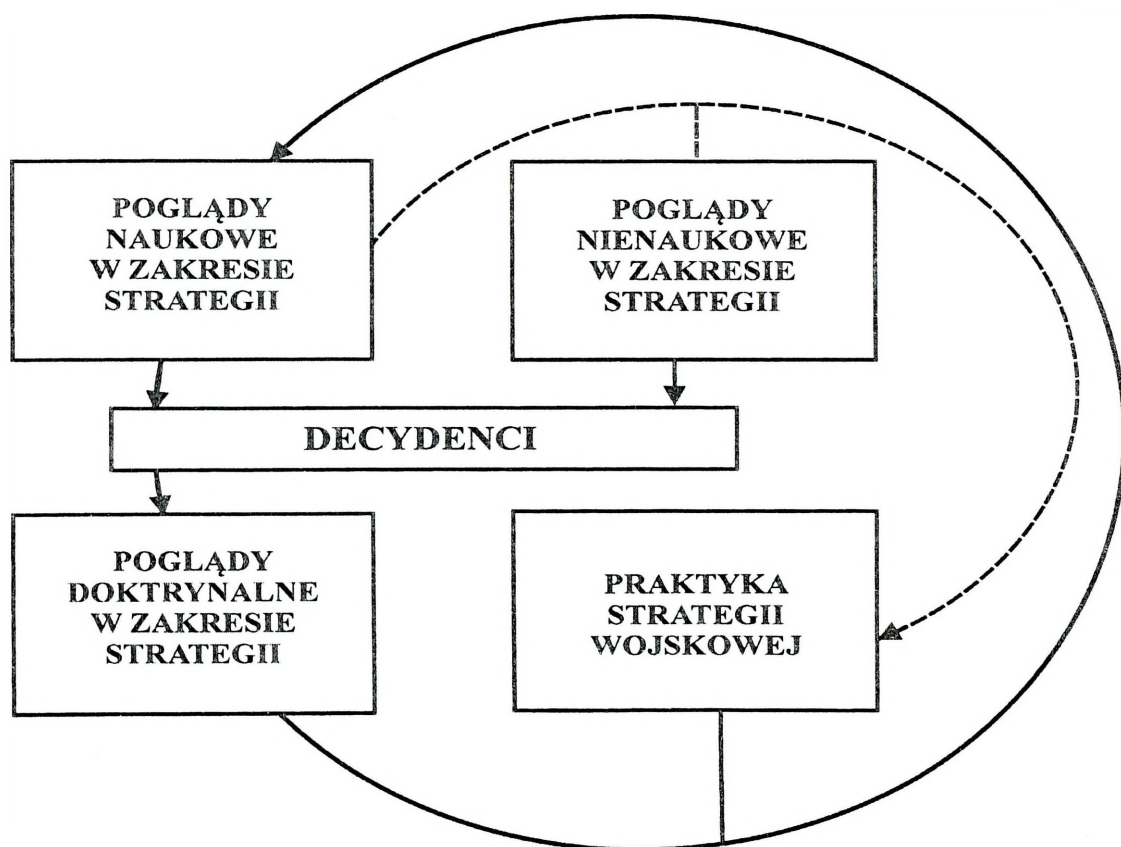 POGLĄDY
NAUKOWE
W ZAKRESIE
STRATEGII
POGLĄDY
NIENAUKOWE
W ZAKRESIE
STRATEGII
DECYDENCI
POGLĄDY
DOKTRYNALNE
W ZAKRESIE
STRATEGII
PRAKTYKA
STRATEGII
WOJSKOWEJ